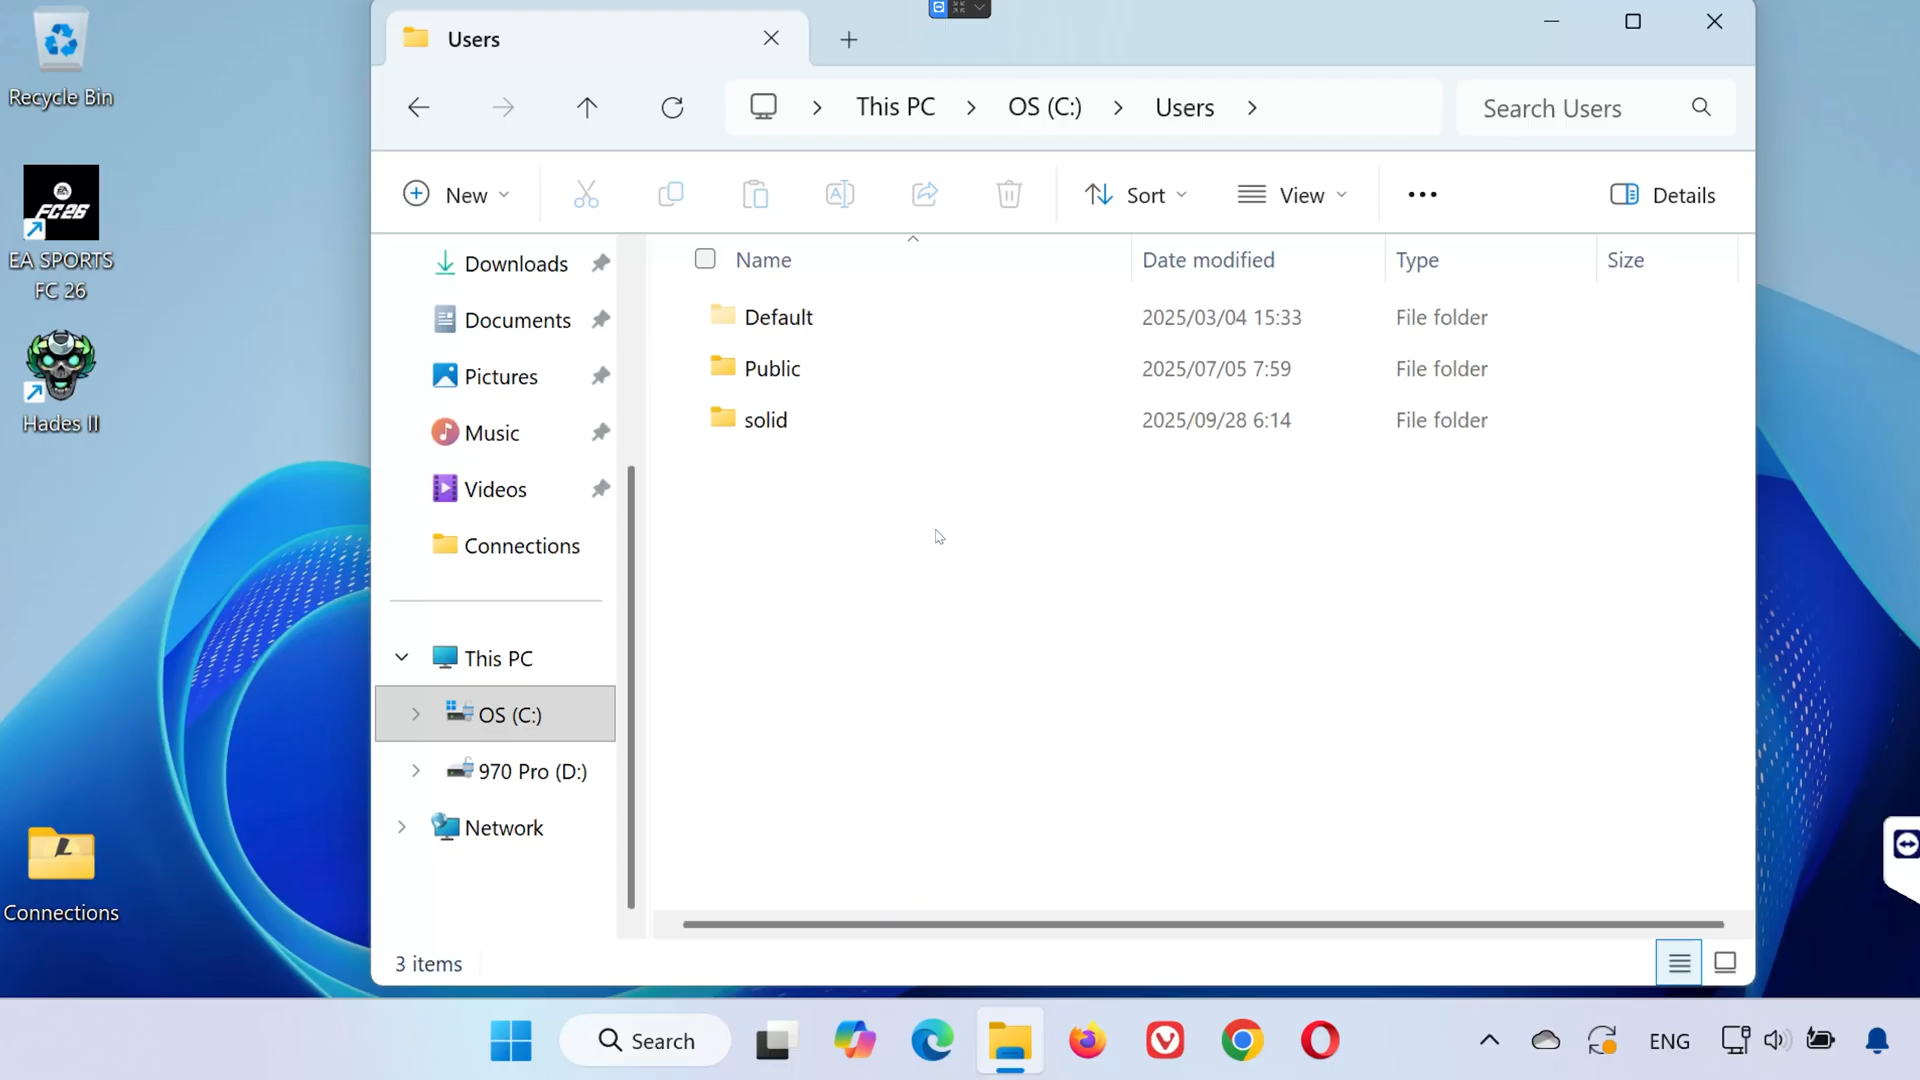 Recycle Bin
EA
FC26
EA SPORTS
FC 26
Hades II
Connections
Users
This PC
OS (C:)
Users
Search Users
New
Sort
View
Details
Downloads
Documents
Pictures
Music
Videos
Connections
This PC
OS (C:)
970 Pro (D:)
Network
Name
Date modified
Type
Size
Default
2025/03/04 15:33
File folder
Public
2025/07/05 7:59
File folder
solid
2025/09/28 6:14
File folder
3 items
Search
ENG